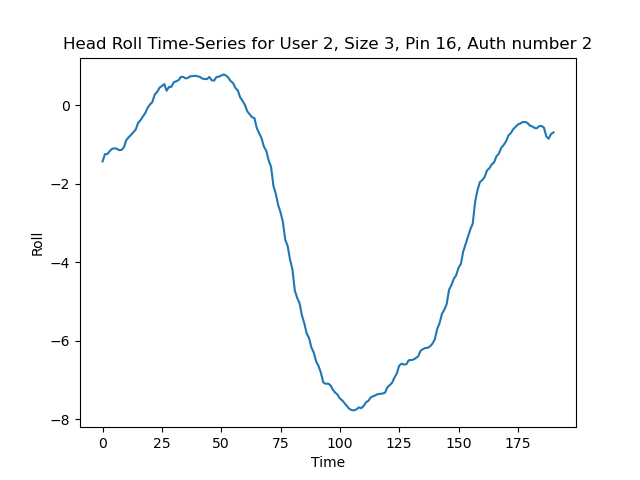 Head Roll Time-Series for User 2, Size 3, Pin 16, Auth number 2
0
−2
−4
−6
−8
Roll
0 25 50 75 100 125 150 175
Time